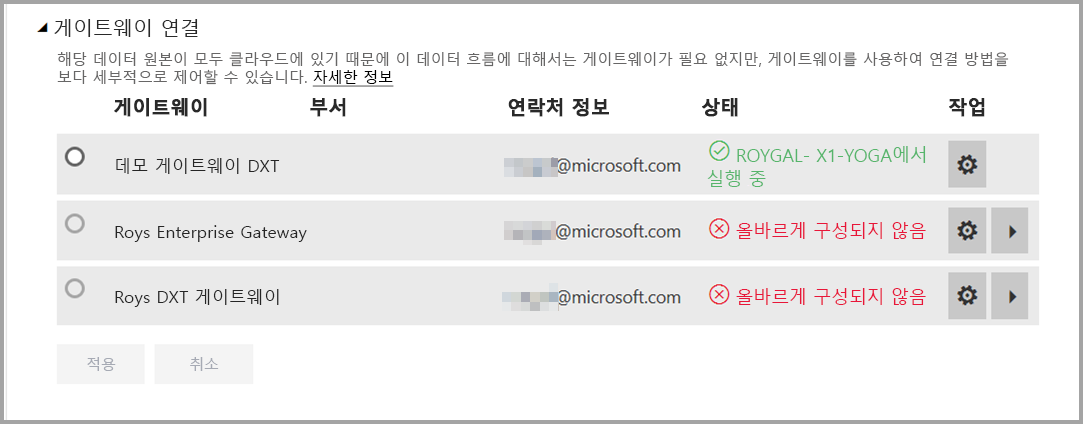 게이트웨이 연결
해당 데이터 원본이 모두 클라우드에 있기 때문에 이 데이터 흐름에 대해서는 게이트웨이가 필요 없지만, 게이트웨이를 사용하여 연결 방법을
보다 세부적으로 제어할 수 있습니다. 자세한 정보
게이트웨이 부서 연락처 정보 상태 작업
데모 게이트웨이 DXT @microsoft.com ROYGAL- X1-YOGA에서
실행 중
Roys Enterprise Gateway @microsoft.com 올바르게 구성되지 않음
Roys DXT 게이트웨이 @microsoft.com 올바르게 구성되지 않음
적용 취소